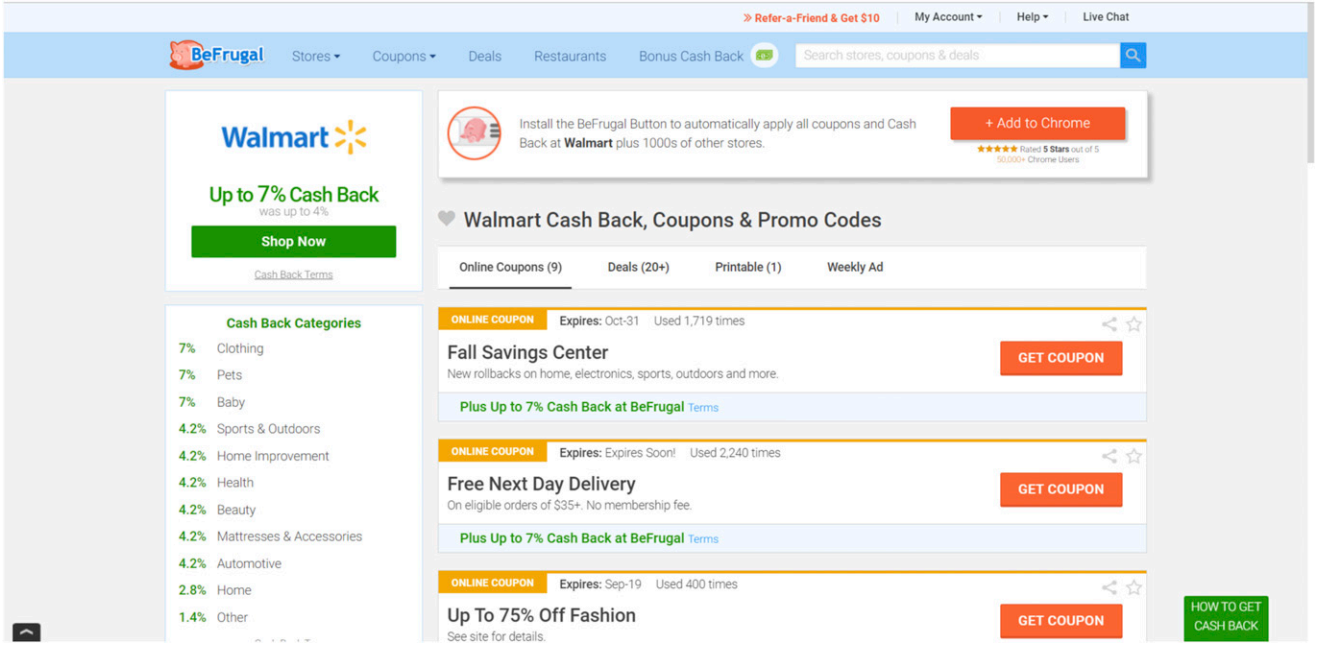 Refer-a-Friend & Get $10
My Account
Help
Live Chat
BeFrugal
Stores
Coupons
Deals
Restaurants
Bonus Cash Back
Search stores, coupons & deals
Walmart
Up to 7% Cash Back
was up to 4%
Shop Now
Cash Back Terms
Cash Back Categories
7% Clothing
7% Pets
7% Baby
4.2% Sports & Outdoors
4.2% Home Improvement
4.2% Health
4.2% Beauty
4.2% Mattresses & Accessories
4.2% Automotive
2.8% Home
1.4% Other
Install the BeFrugal Button to automatically apply all coupons and Cash
Back at Walmart plus 1000s of other stores.
+ Add to Chrome
Rated 5 Stars out of 5
50,000+ Chrome Users
Walmart Cash Back, Coupons & Promo Codes
Online Coupons (9)
Deals (20+)
Printable (1)
Weekly Ad
ONLINE COUPON Expires: Oct-31 Used 1,719 times
Fall Savings Center
New rollbacks on home, electronics, sports, outdoors and more.
GET COUPON
Plus Up to 7% Cash Back at BeFrugal Terms
ONLINE COUPON Expires: Expires Soon! Used 2,240 times
Free Next Day Delivery
On eligible orders of $35+. No membership fee.
GET COUPON
Plus Up to 7% Cash Back at BeFrugal Terms
ONLINE COUPON Expires: Sep-19 Used 400 times
Up To 75% Off Fashion
See site for details.
GET COUPON
HOW TO GET
CASH BACK